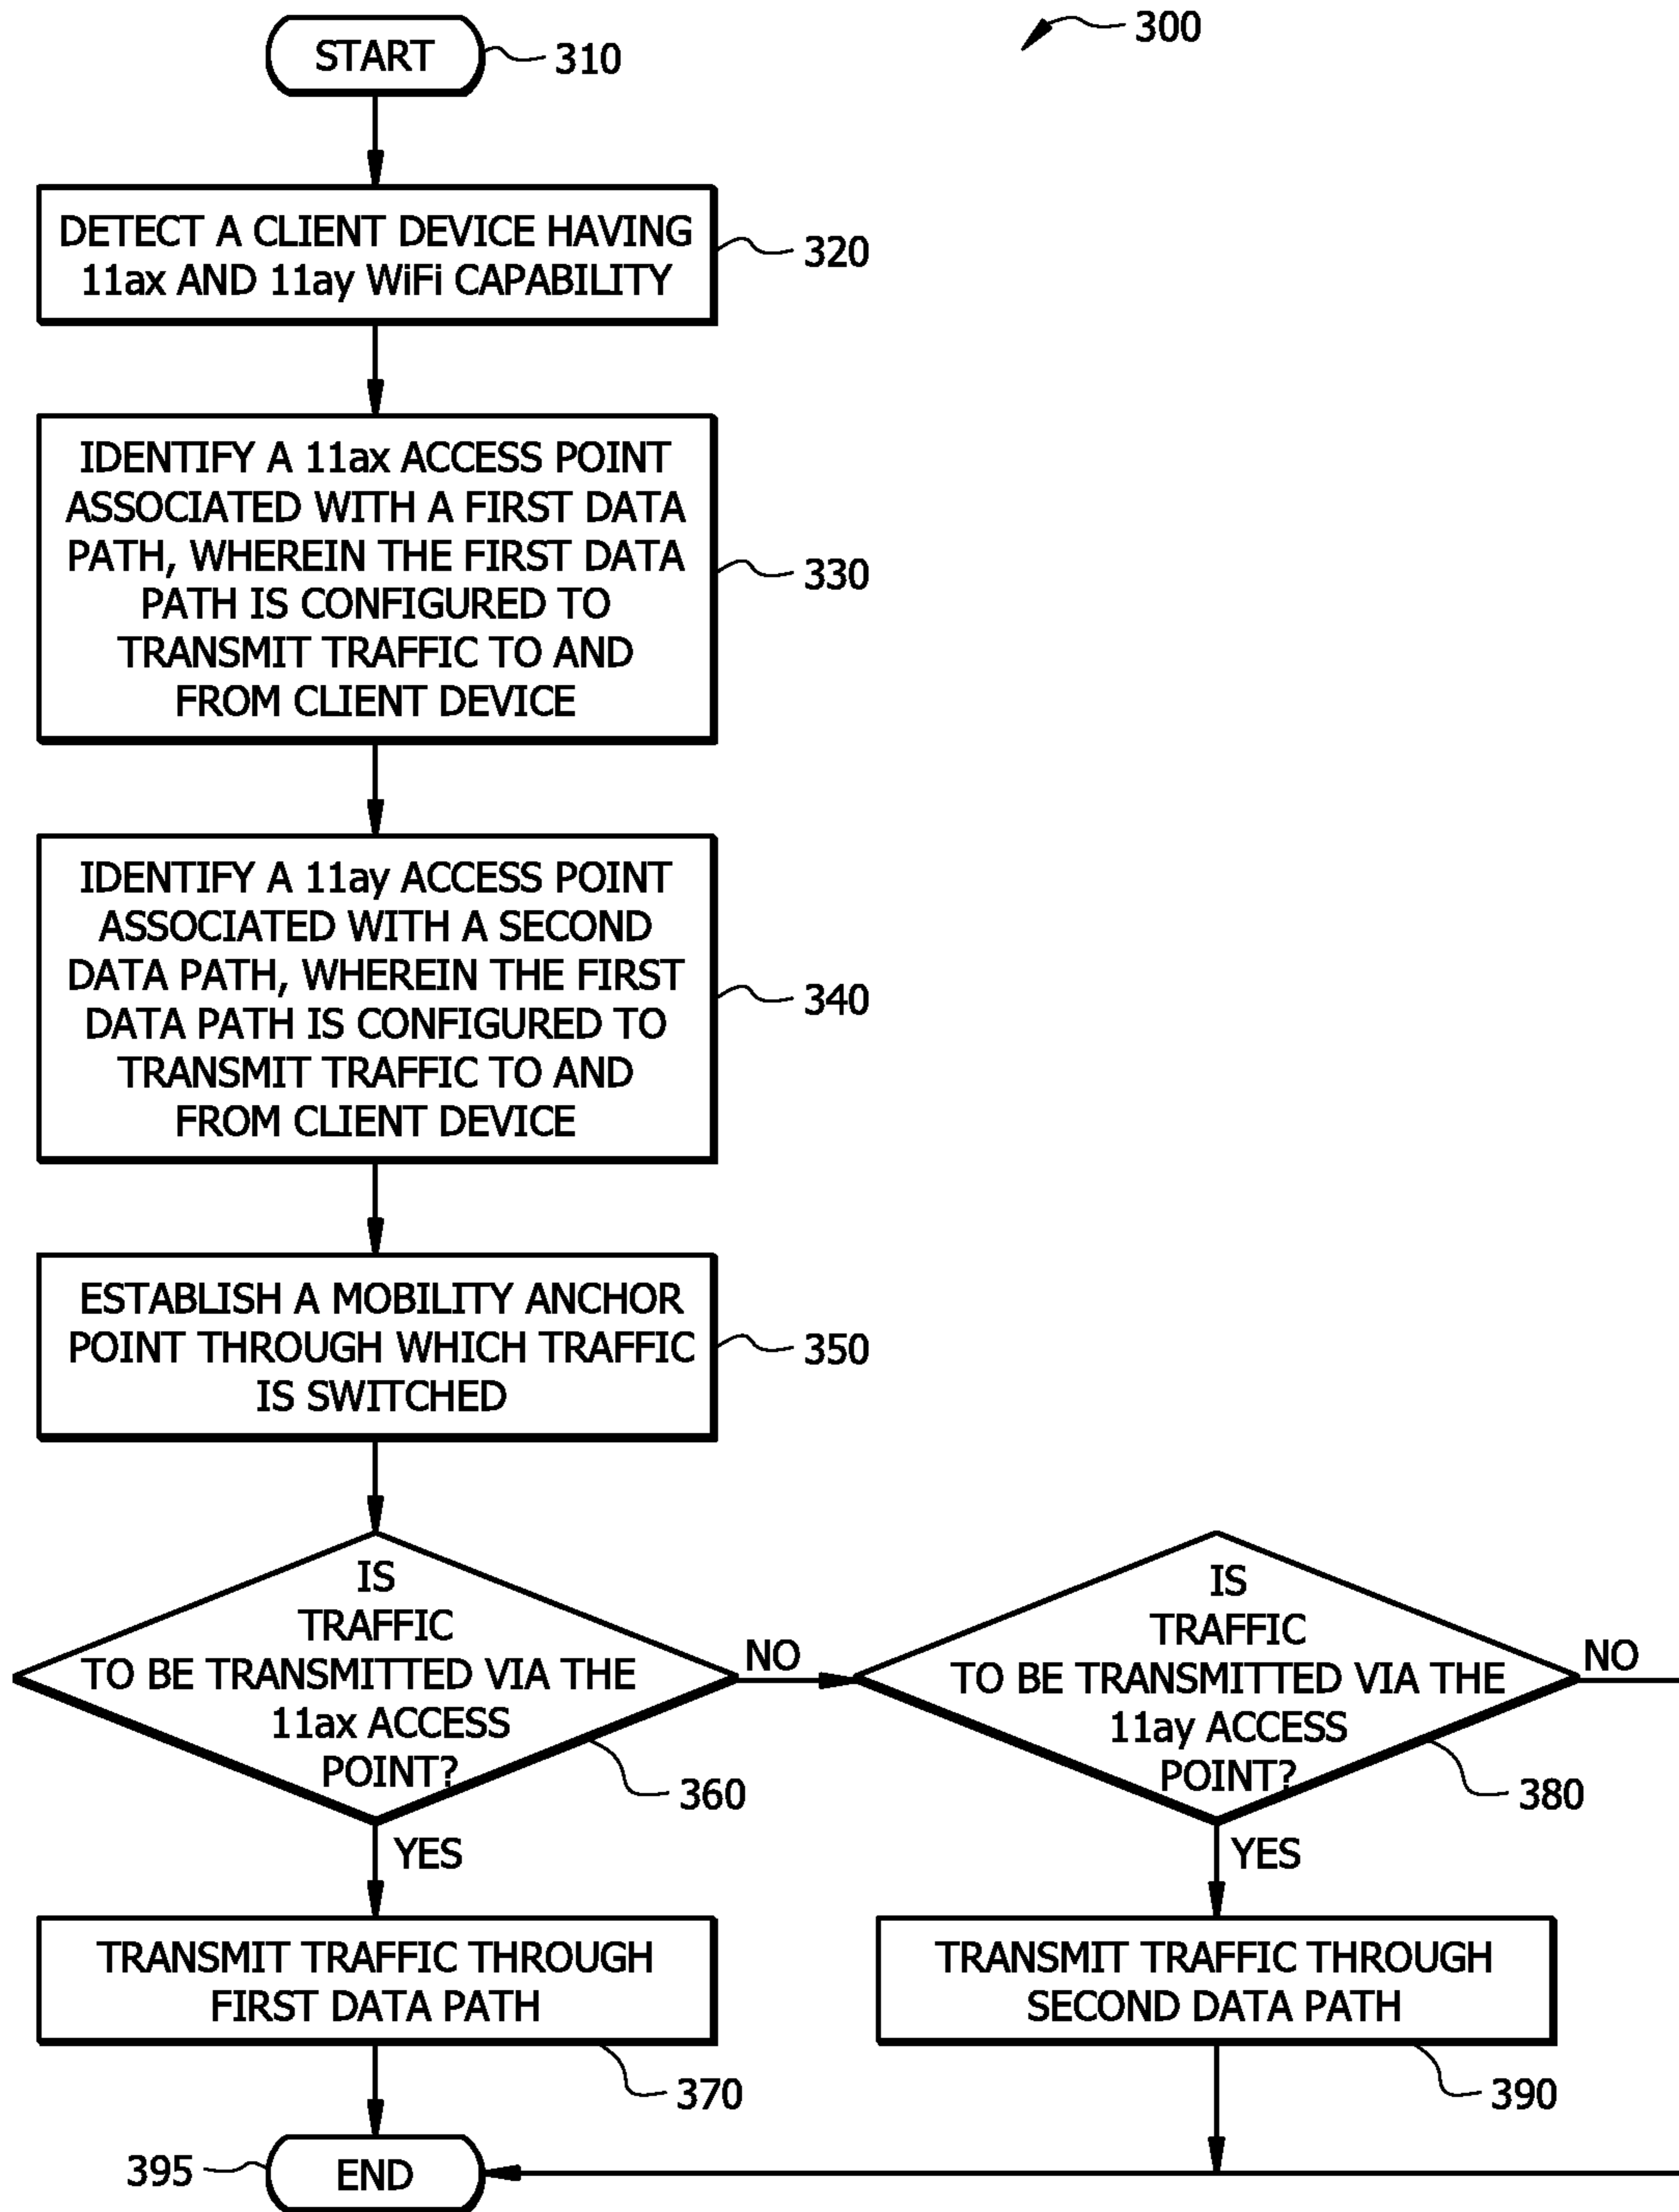 300
START
310
DETECT A CLIENT DEVICE HAVING
11ax AND 11ay WiFi CAPABILITY
320
IDENTIFY A 11ax ACCESS POINT
ASSOCIATED WITH A FIRST DATA
PATH, WHEREIN THE FIRST DATA
PATH IS CONFIGURED TO
TRANSMIT TRAFFIC TO AND
FROM CLIENT DEVICE
330
IDENTIFY A 11ay ACCESS POINT
ASSOCIATED WITH A SECOND
DATA PATH, WHEREIN THE FIRST
DATA PATH IS CONFIGURED TO
TRANSMIT TRAFFIC TO AND
FROM CLIENT DEVICE
340
ESTABLISH A MOBILITY ANCHOR
POINT THROUGH WHICH TRAFFIC
IS SWITCHED
350
IS
TRAFFIC
TO BE TRANSMITTED VIA THE
11ax ACCESS
POINT?
360
NO
YES
IS
TRAFFIC
TO BE TRANSMITTED VIA THE
11ay ACCESS
POINT?
380
NO
YES
TRANSMIT TRAFFIC THROUGH
FIRST DATA PATH
370
TRANSMIT TRAFFIC THROUGH
SECOND DATA PATH
390
395
END